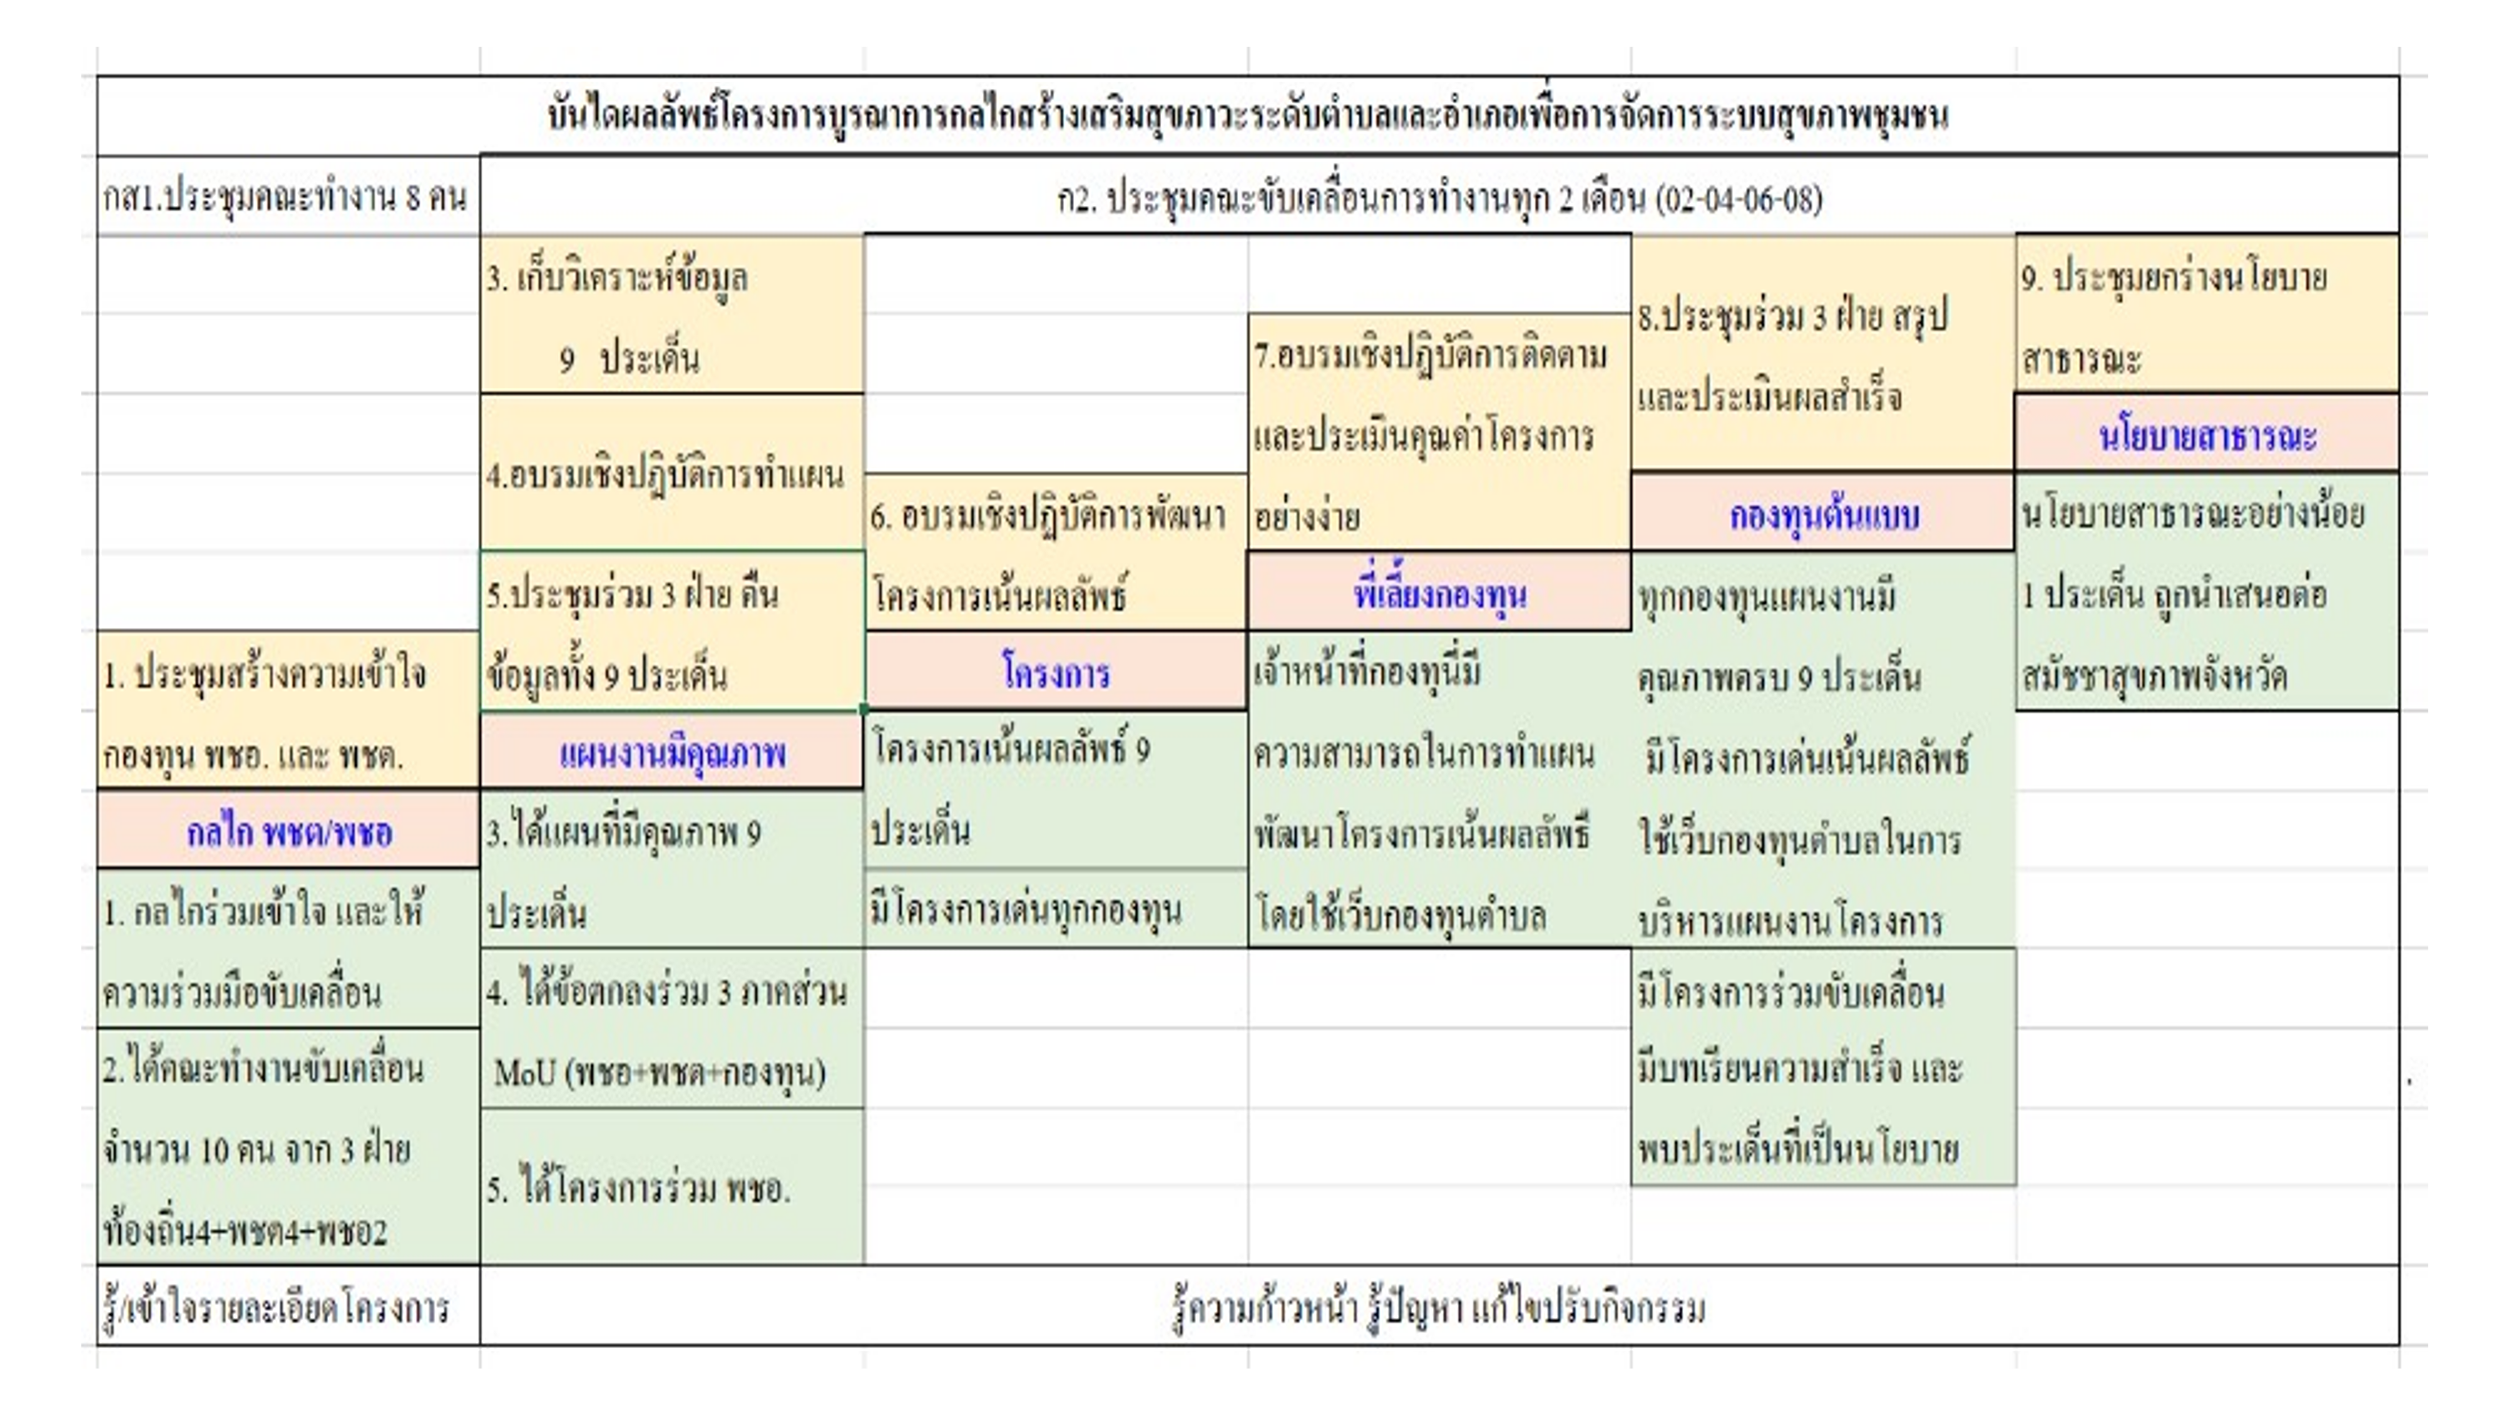 บันไดผลลัพธ์โครงการบูรณาการกลไกสร้างเสริมสุขภาวะระดับตำบลและอำเภอเพื่อการจัดการระบบสุขภาพชุมชน
กส1.ประชุมคณะทำงาน 8 คน
ก2. ประชุมคณะขับเคลื่อนการทำงานทุก 2 เดือน (02-04-06-08)
1. ประชุมสร้างความเข้าใจ
กองทุน พชอ. และ พชต.
กลไก พชต/พชอ
1. กลไกร่วมเข้าใจ และให้
ความร่วมมือขับเคลื่อน
2.ได้คณะทำงานขับเคลื่อน
จำนวน 10 คน จาก 3 ฝ่าย
ท้องถิ่น4+พชต4+พชอ2
3. เก็บวิเคราะห์ข้อมูล
9 ประเด็น
4.อบรมเชิงปฏิบัติการทำแผน
5.ประชุมร่วม 3 ฝ่าย คืน
ข้อมูลทั้ง 9 ประเด็น
แผนงานมีคุณภาพ
3.ได้แผนที่มีคุณภาพ 9
ประเด็น
4. ได้ข้อตกลงร่วม 3 ภาคส่วน
MoU (พชอ+พชต+กองทุน)
5. ได้โครงการร่วม พชอ.
6. อบรมเชิงปฏิบัติการพัฒนา
โครงการเน้นผลลัพธ์
โครงการ
โครงการเน้นผลลัพธ์ 9
ประเด็น
มีโครงการเด่นทุกกองทุน
7.อบรมเชิงปฏิบัติการติดตาม
และประเมินคุณค่าโครงการ
อย่างง่าย
พี่เลี้ยงกองทุน
เจ้าหน้าที่กองทุนี่มี
ความสามารถในการทำแผน
พัฒนาโครงการเน้นผลลัพธ์
โดยใช้เว็บกองทุนตำบล
8.ประชุมร่วม 3 ฝ่าย สรุป
และประเมินผลสำเร็จ
กองทุนต้นแบบ
ทุกกองทุนแผนงานมี
คุณภาพครบ 9 ประเด็น
มีโครงการเด่นเน้นผลลัพธ์
ใช้เว็บกองทุนตำบลในการ
บริหารแผนงานโครงการ
มีโครงการร่วมขับเคลื่อน
มีบทเรียนความสำเร็จ และ
พบประเด็นที่เป็นนโยบาย
9. ประชุมยกร่างนโยบาย
สาธารณะ
นโยบายสาธารณะ
นโยบายสาธารณะอย่างน้อย
1 ประเด็น ถูกนำเสนอต่อ
สมัชชาสุขภาพจังหวัด
รู้/เข้าใจรายละเอียดโครงการ
รู้ความก้าวหน้า รู้ปัญหา แก้ไขปรับกิจกรรม